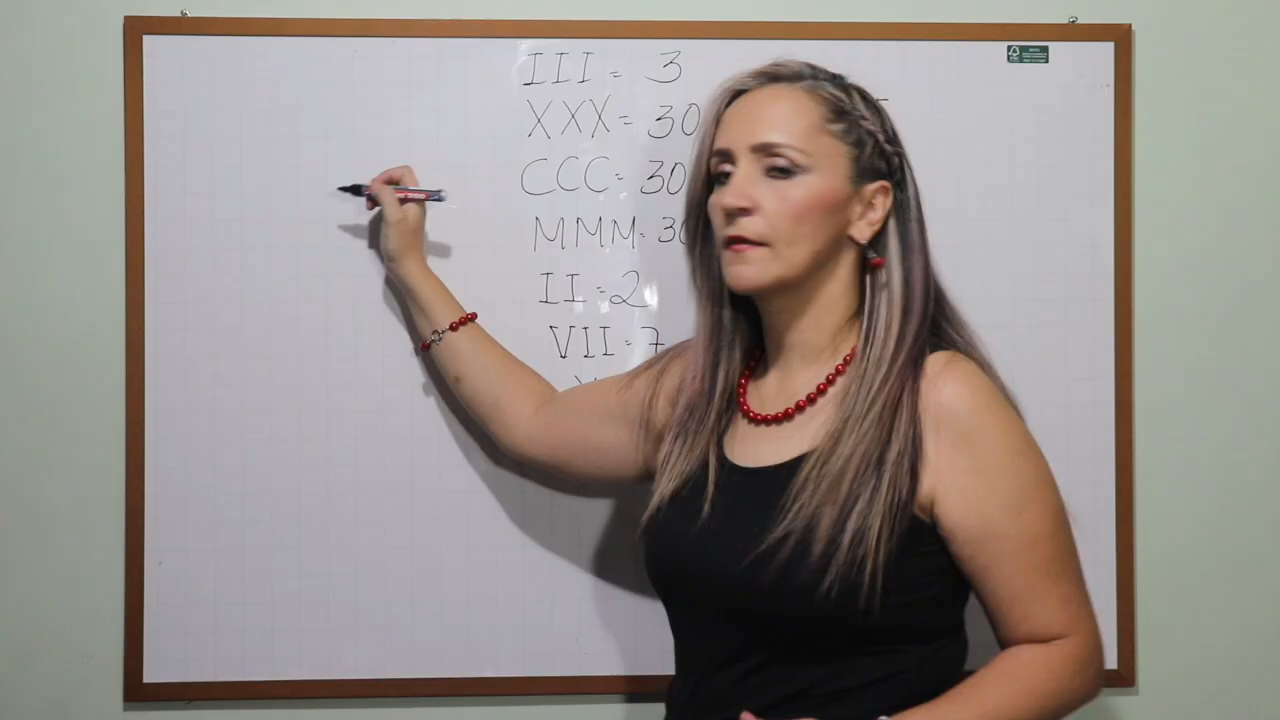 III = 3
XXX = 30
CCC = 30
MMM = 30
II = 2
VII = 7